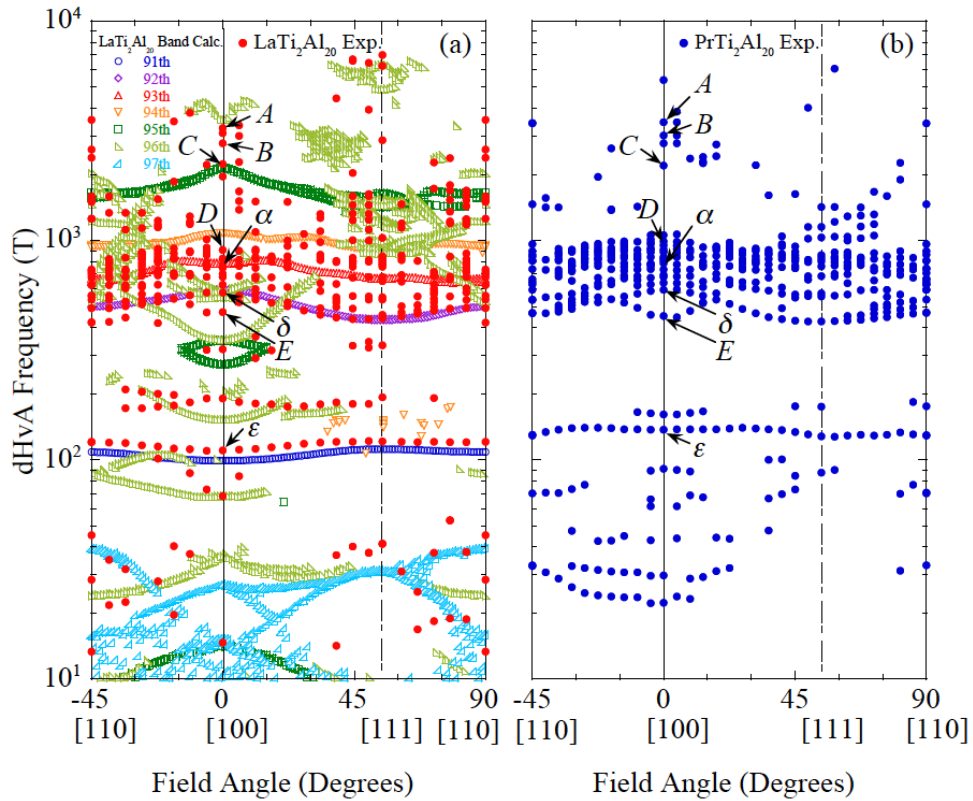 LaTi2Al20 Band Calc.
91th
92th
93th
94th
95th
96th
97th
LaTi2Al20 Exp.
(a)
PrTi2Al20 Exp.
(b)
A
B
C
D
α
δ
E
ε
A
B
C
D
α
δ
E
ε
10^4
10^3
10^2
10^1
dHvA Frequency (T)
-45 0 45 90
[110] [100] [111] [110]
Field Angle (Degrees)
-45 0 45 90
[110] [100] [111] [110]
Field Angle (Degrees)